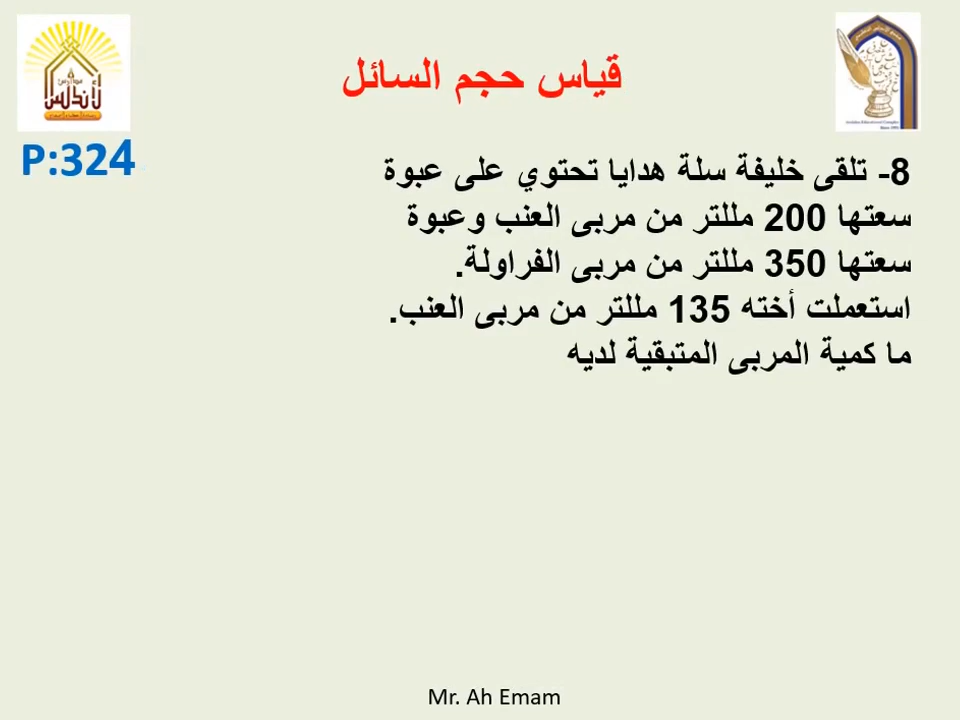 قياس حجم السائل
P:324
8- تلقى خليفة سلة هدايا تحتوي على عبوة
سعتها 200 مللتر من مربى العنب وعبوة
سعتها 350 مللتر من مربى الفراولة.
استعملت أخته 135 مللتر من مربى العنب.
ما كمية المربى المتبقية لديه
Mr. Ah Emam